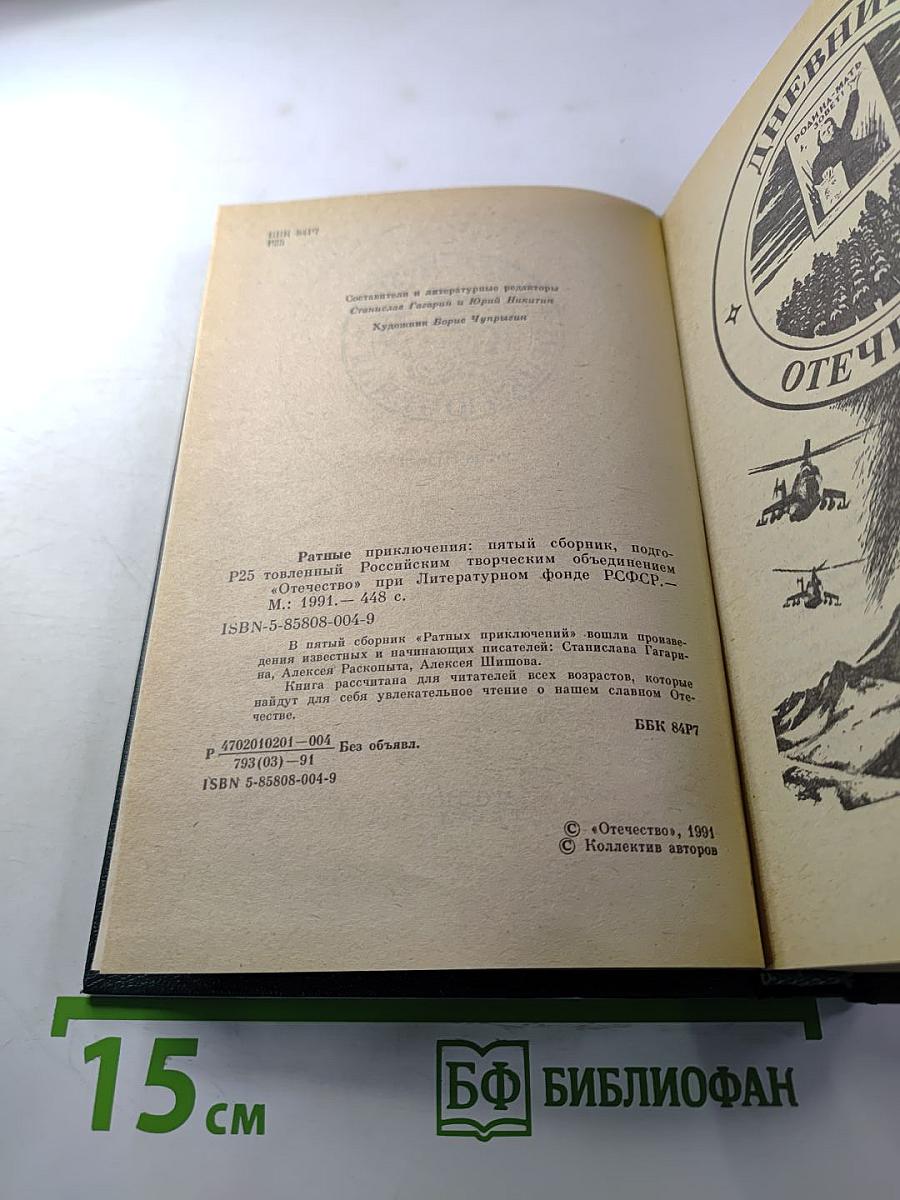 ББК 84Р7
Р25
Составители и литературные редакторы
Станислав Гагарин и Юрий Никитин
Художник Борис Чупрыгин
Ратные приключения: пятый сборник, подго-
Р25 товленный Российским творческим объединением
«Отечество» при Литературном фонде РСФСР.—
М.: 1991.— 448 с.
ISBN-5-85808-004-9
В пятый сборник «Ратных приключений» вошли произве-
дения известных и начинающих писателей: Станислава Гагари-
на, Алексея Раскопыта, Алексея Шишова.
Книга рассчитана для читателей всех возрастов, которые
найдут для себя увлекательное чтение о нашем славном Оте-
честве.
ББК 84Р7
Р 4702010201—004 Без объявл.
793(03)—91
ISBN 5-85808-004-9
© «Отечество», 1991
© Коллектив авторов
ДНЕВНИ
РОДИНА-МАТЬ
ЗОВЕТ!
ОТЕЧ
15 см
БФ БИБЛИОФАН